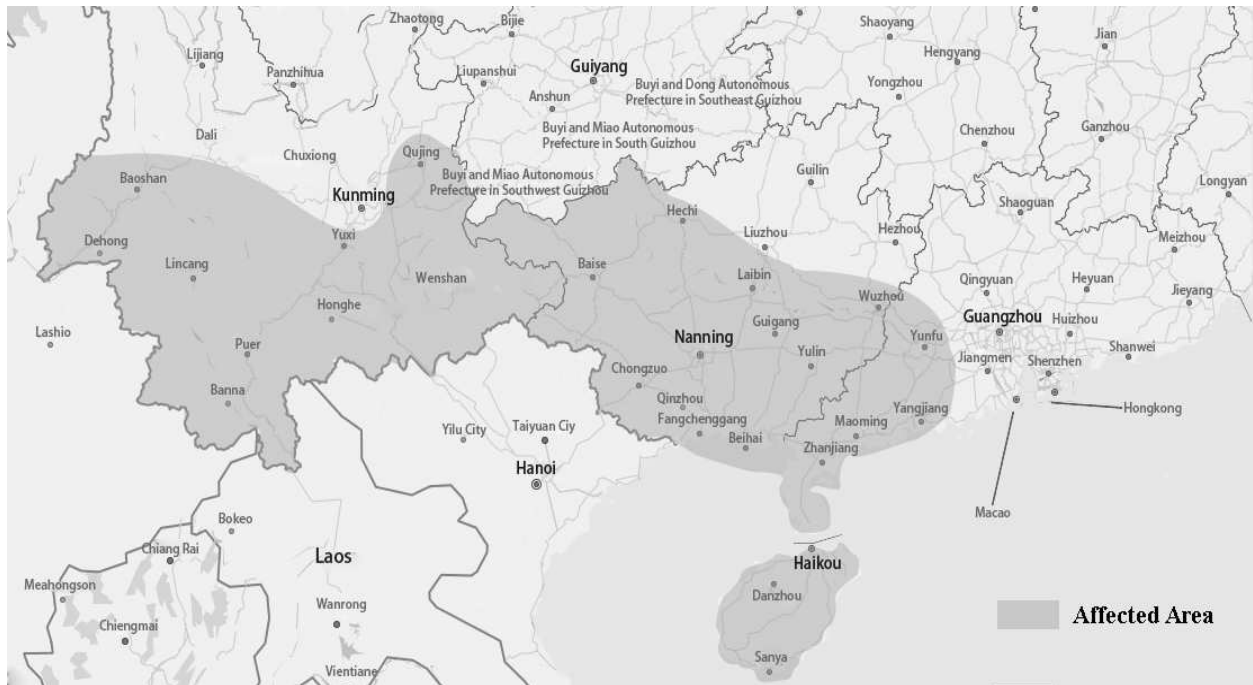 Zhaotong
Bijie
Shaoyang
Jian
Lijiang
Hengyang
Panzhihua
Liupanshui
Guiyang
Buyi and Dong Autonomous
Prefecture in Southeast Guizhou
Yongzhou
Anshun
Dali
Chuxiong
Buyi and Miao Autonomous
Prefecture in South Guizhou
Chenzhou
Ganzhou
Qujing
Buyi and Miao Autonomous
Prefecture in Southwest Guizhou
Guilin
Longyan
Baoshan
Kunming
Shaoguan
Hechi
Yuxi
Liuzhou
Hezhou
Meizhou
Dehong
Lincang
Wenshan
Baise
Laibin
Qingyuan
Heyuan
Jieyang
Wuzhou
Honghe
Guigang
Guangzhou
Huizhou
Lashio
Puer
Nanning
Yulin
Yunfu
Shanwei
Chongzuo
Jiangmen
Shenzhen
Banna
Qinzhou
Yangjiang
Hongkong
Fangchenggang
Maoming
Yilu City
Taiyuan Ciy
Beihai
Zhanjiang
Hanoi
Macao
Bokeo
Chiang Rai
Laos
Haikou
Meahongson
Danzhou
Wanrong
Affected Area
Chiengmai
Sanya
Vientiane